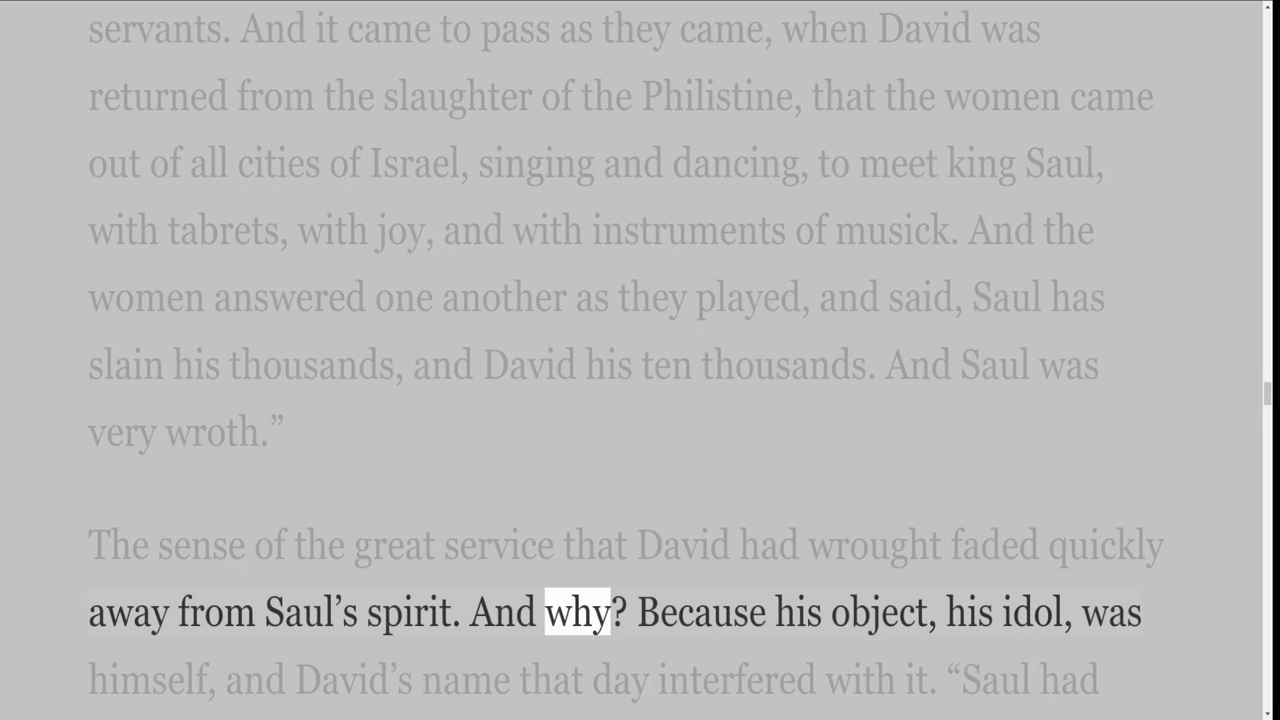 servants. And it came to pass as they came, when David was
returned from the slaughter of the Philistine, that the women came
out of all cities of Israel, singing and dancing, to meet king Saul,
with tabrets, with joy, and with instruments of musick. And the
women answered one another as they played, and said, Saul has
slain his thousands, and David his ten thousands. And Saul was
very wroth.”
The sense of the great service that David had wrought faded quickly
away from Saul’s spirit. And why? Because his object, his idol, was
himself, and David’s name that day interfered with it. “Saul had